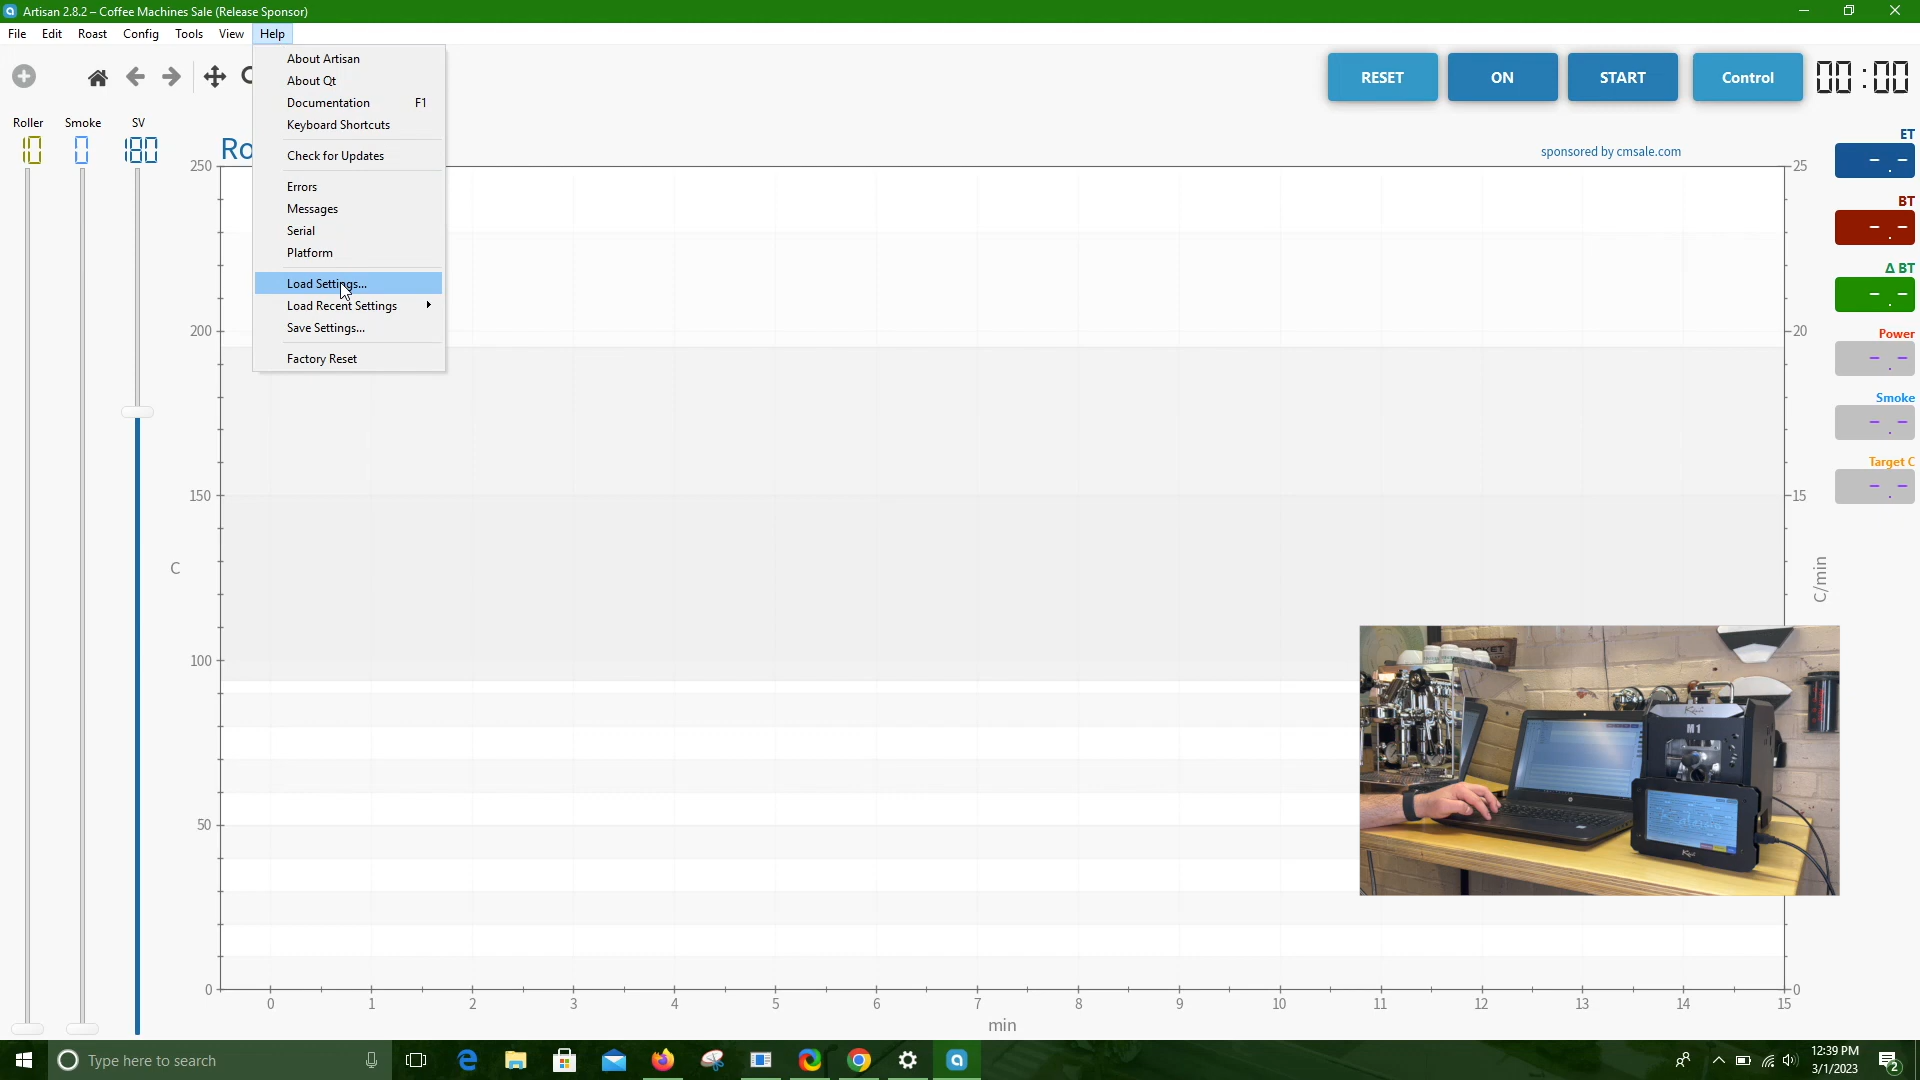 Artisan 2.8.2 – Coffee Machines Sale (Release Sponsor)
File Edit Roast Config Tools View Help
About Artisan
About Qt
Documentation F1
Keyboard Shortcuts
Check for Updates
Errors
Messages
Serial
Platform
Load Settings...
Load Recent Settings
Save Settings...
Factory Reset
RESET ON START Control 00:00
Roller Smoke SV
10 0 180
Ro
sponsored by cmsale.com
ET
BT
Δ BT
Power
Smoke
Target C
250
200
150
100
50
0
C
25
20
15
0
C/min
0 1 2 3 4 5 6 7 8 9 10 11 12 13 14 15
min
M1
Type here to search
12:39 PM
3/1/2023
2